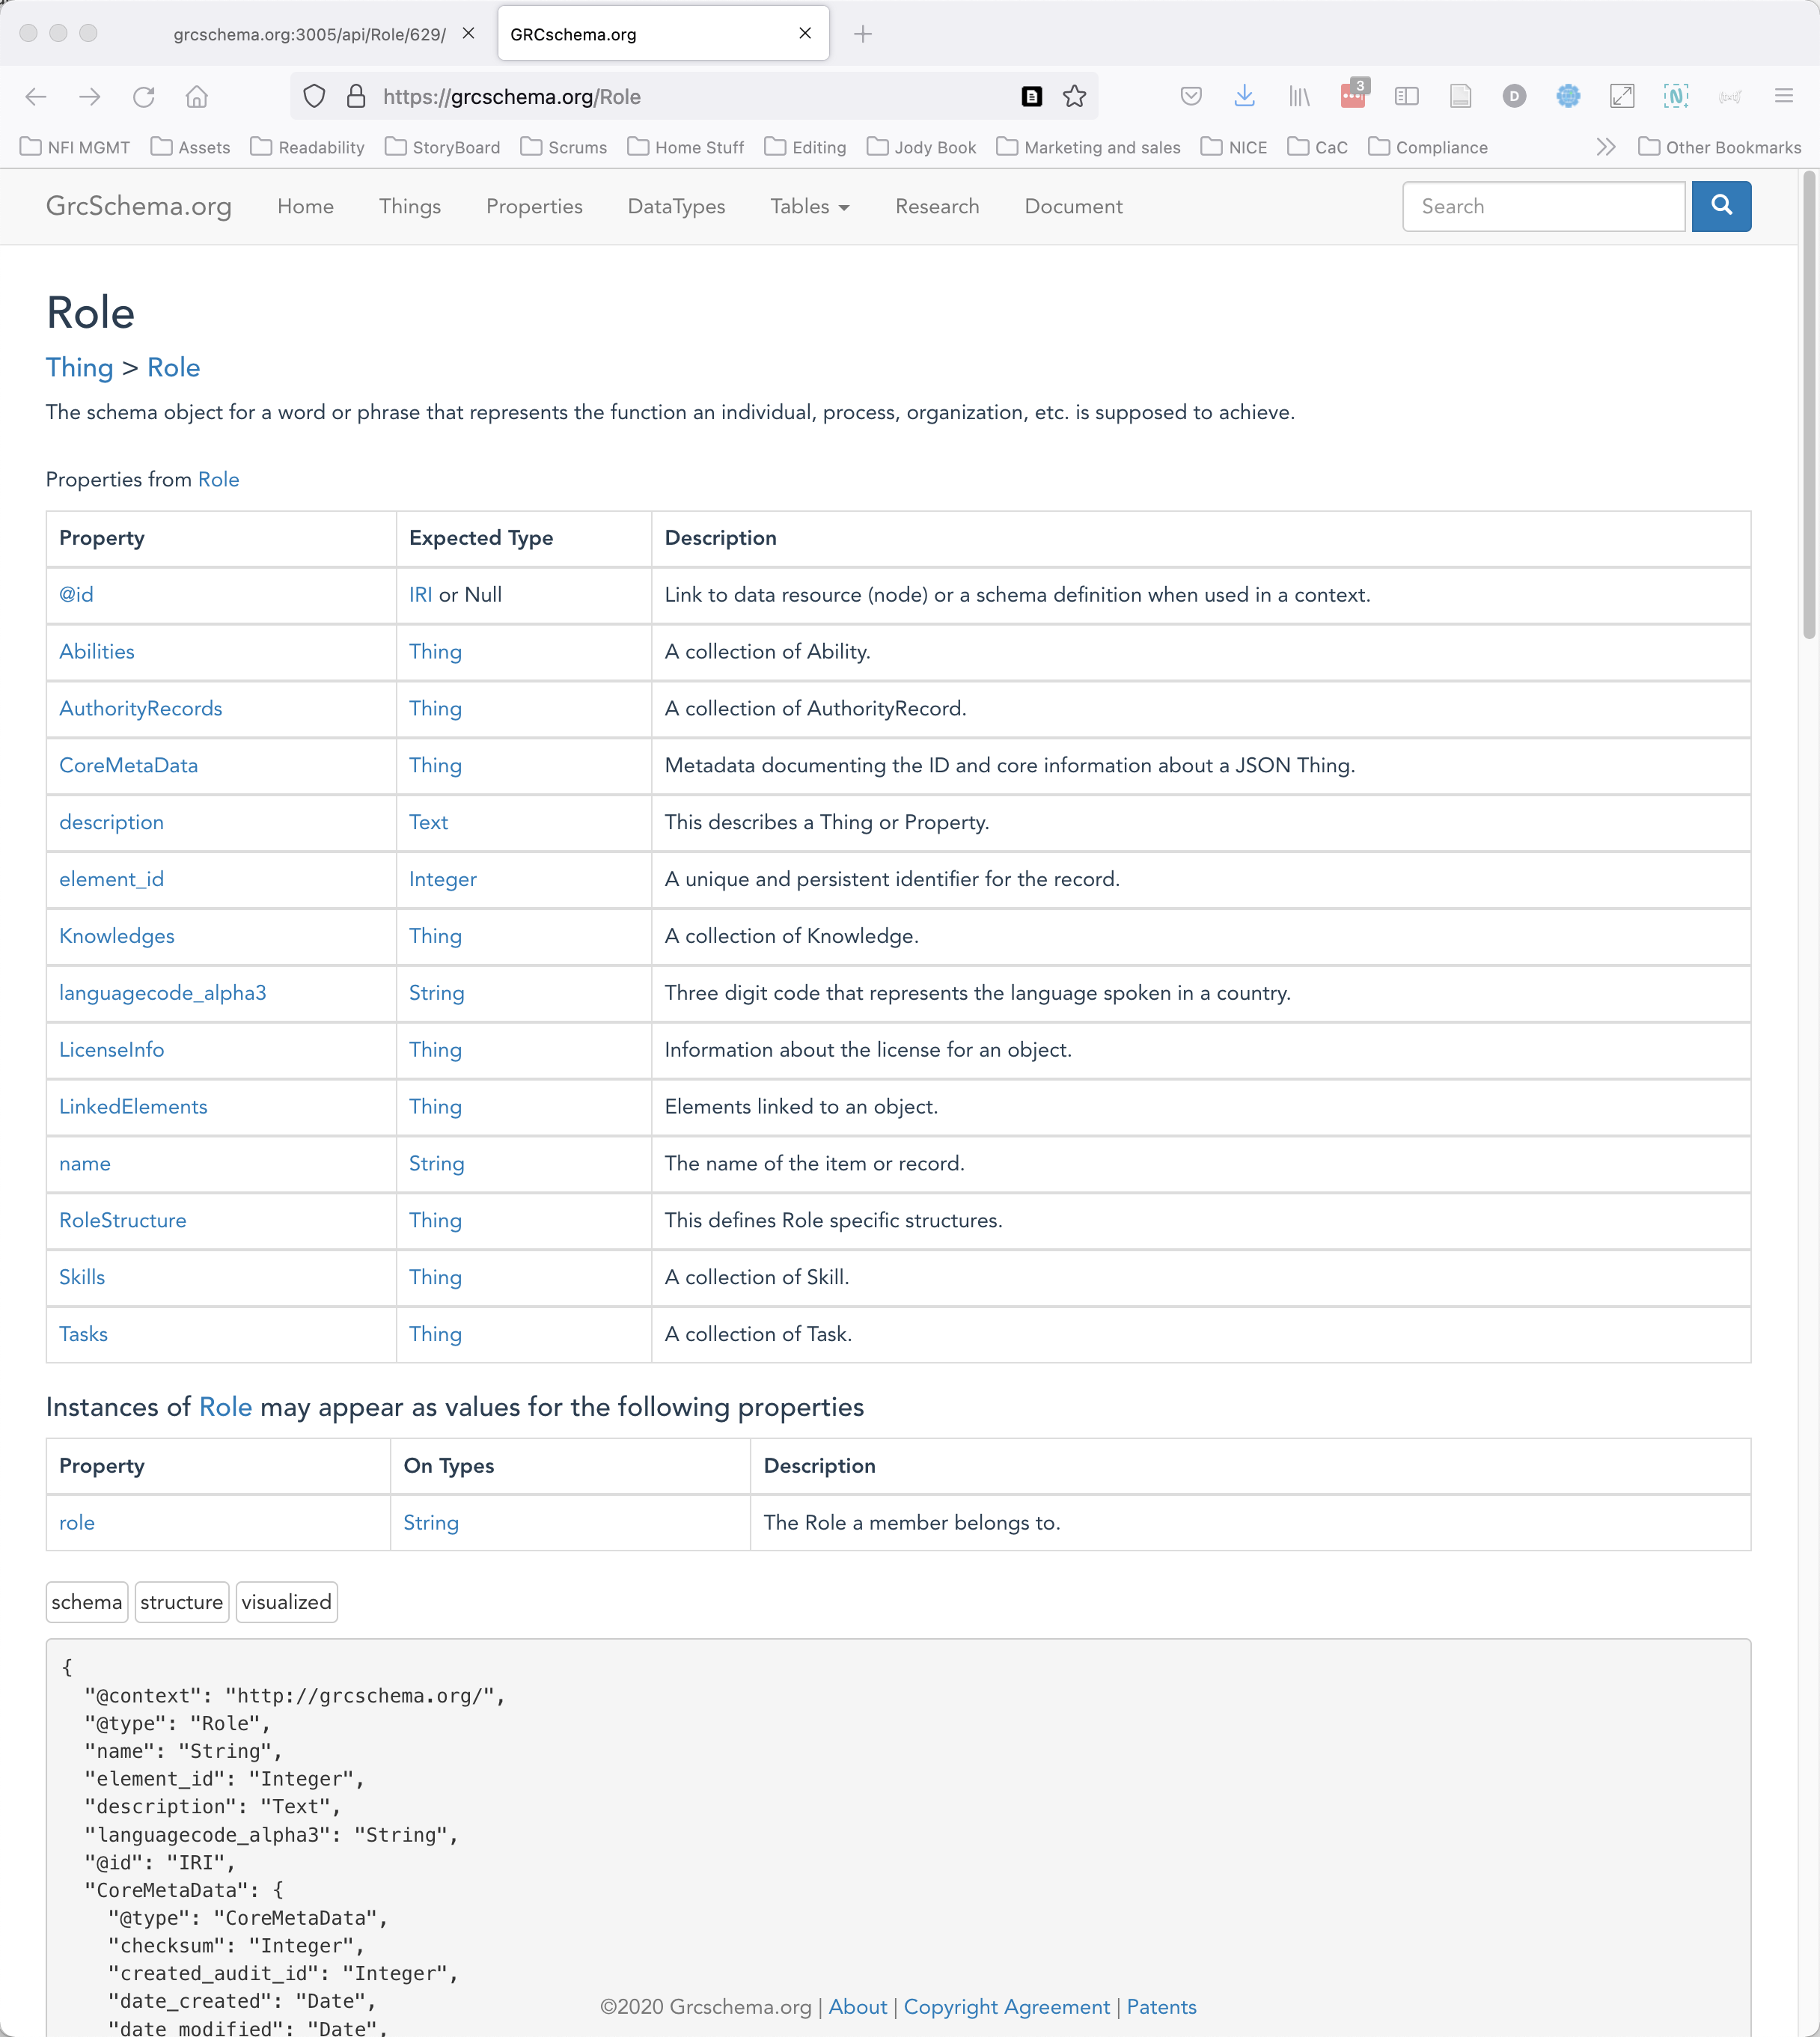 grcschema.org:3005/api/Role/629/
GRCschema.org
https://grcschema.org/Role
3
D
NFI MGMT Assets Readability StoryBoard Scrums Home Stuff Editing Jody Book Marketing and sales NICE CaC Compliance Other Bookmarks
GrcSchema.org Home Things Properties DataTypes Tables Research Document Search
Role
Thing > Role
The schema object for a word or phrase that represents the function an individual, process, organization, etc. is supposed to achieve.
Properties from Role
Property Expected Type Description
@id IRI or Null Link to data resource (node) or a schema definition when used in a context.
Abilities Thing A collection of Ability.
AuthorityRecords Thing A collection of AuthorityRecord.
CoreMetaData Thing Metadata documenting the ID and core information about a JSON Thing.
description Text This describes a Thing or Property.
element_id Integer A unique and persistent identifier for the record.
Knowledges Thing A collection of Knowledge.
languagecode_alpha3 String Three digit code that represents the language spoken in a country.
LicenseInfo Thing Information about the license for an object.
LinkedElements Thing Elements linked to an object.
name String The name of the item or record.
RoleStructure Thing This defines Role specific structures.
Skills Thing A collection of Skill.
Tasks Thing A collection of Task.
Instances of Role may appear as values for the following properties
Property On Types Description
role String The Role a member belongs to.
schema structure visualized
{
"@context": "http://grcschema.org/",
"@type": "Role",
"name": "String",
"element_id": "Integer",
"description": "Text",
"languagecode_alpha3": "String",
"@id": "IRI",
"CoreMetaData": {
"@type": "CoreMetaData",
"checksum": "Integer",
"created_audit_id": "Integer",
"date_created": "Date",
"date_modified": "Date",
©2020 Grcschema.org | About | Copyright Agreement | Patents